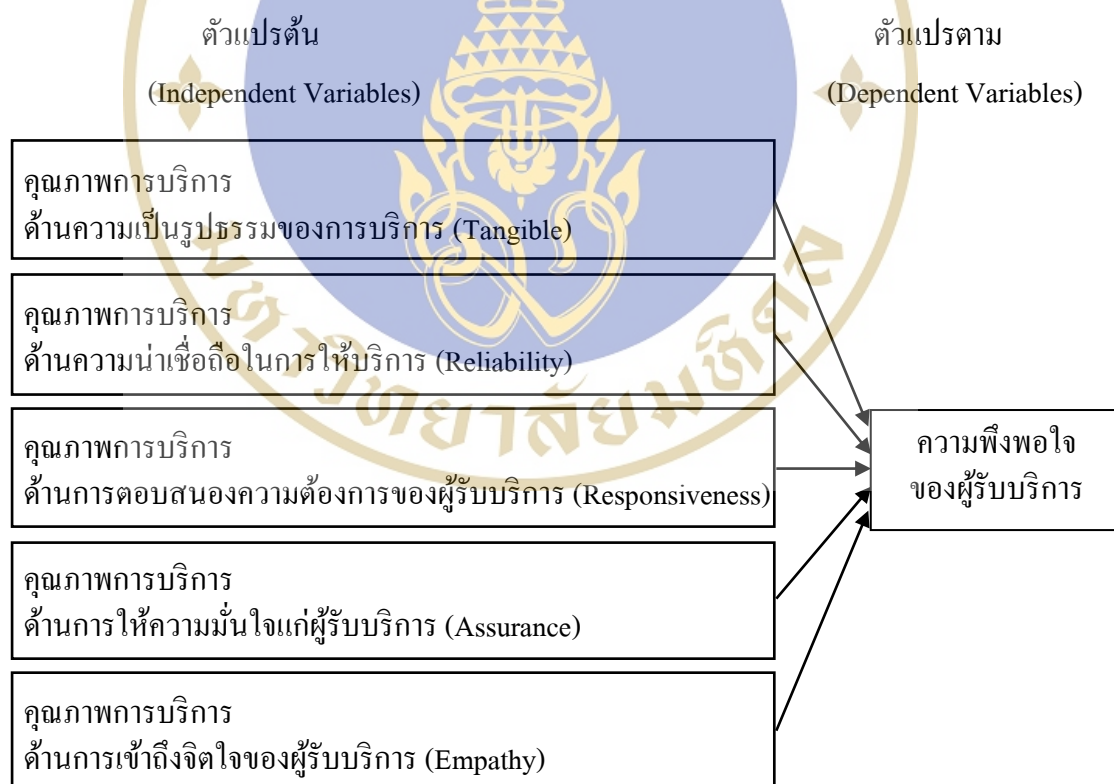 ตัวแปรต้น
ตัวแปรตาม
(Independent Variables)
(Dependent Variables)
คุณภาพการบริการ
ด้านความเป็นรูปธรรมของการบริการ (Tangible)
คุณภาพการบริการ
ด้านความน่าเชื่อถือในการให้บริการ (Reliability)
คุณภาพการบริการ
ด้านการตอบสนองความต้องการของผู้รับบริการ (Responsiveness)
คุณภาพการบริการ
ด้านการให้ความมั่นใจแก่ผู้รับบริการ (Assurance)
คุณภาพการบริการ
ด้านการเข้าถึงจิตใจของผู้รับบริการ (Empathy)
ความพึงพอใจ
ของผู้รับบริการ
มหาวิทยาลัยมหิดล